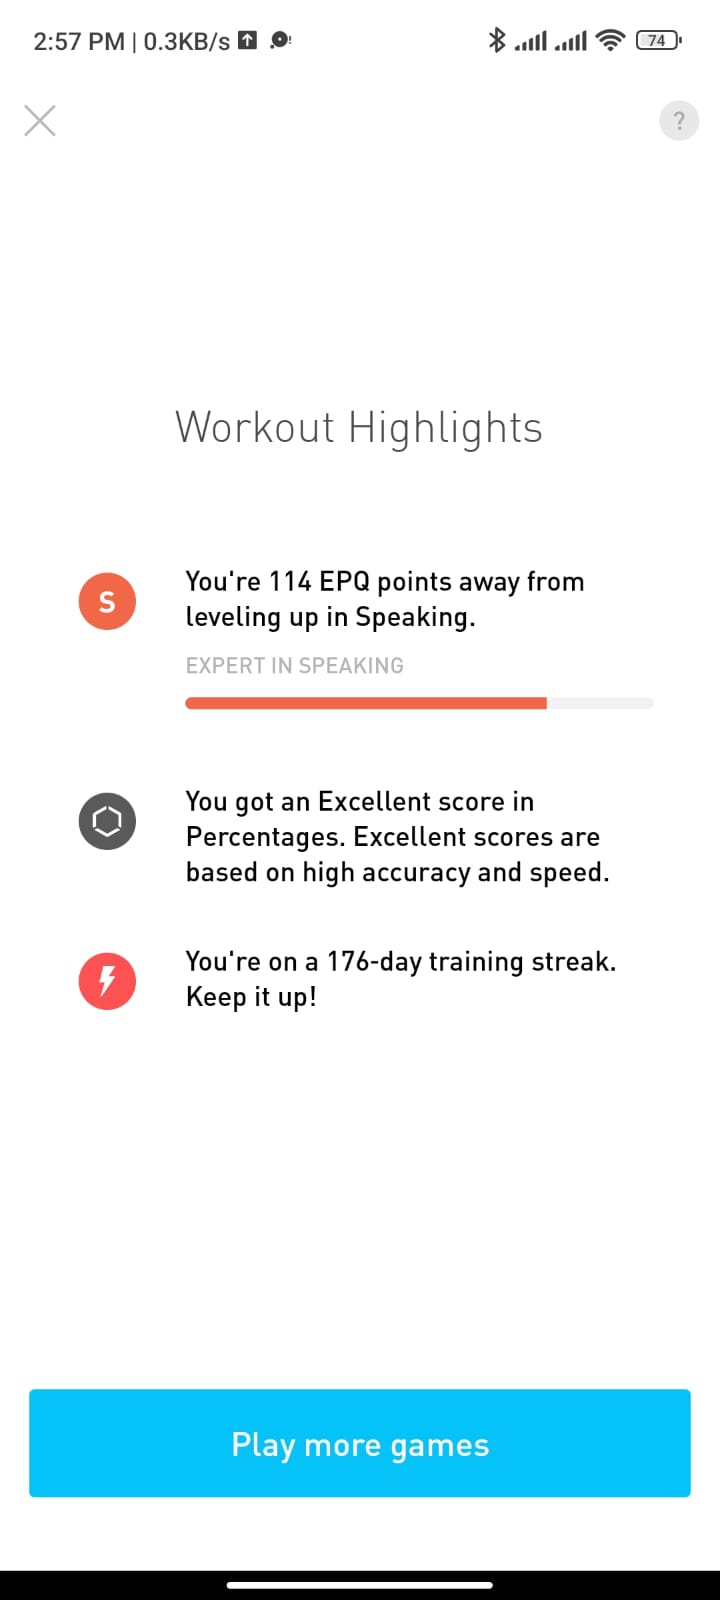 2:57 PM | 0.3KB/s
74
?
Workout Highlights
S
You're 114 EPQ points away from
leveling up in Speaking.
EXPERT IN SPEAKING
You got an Excellent score in
Percentages. Excellent scores are
based on high accuracy and speed.
You're on a 176-day training streak.
Keep it up!
Play more games